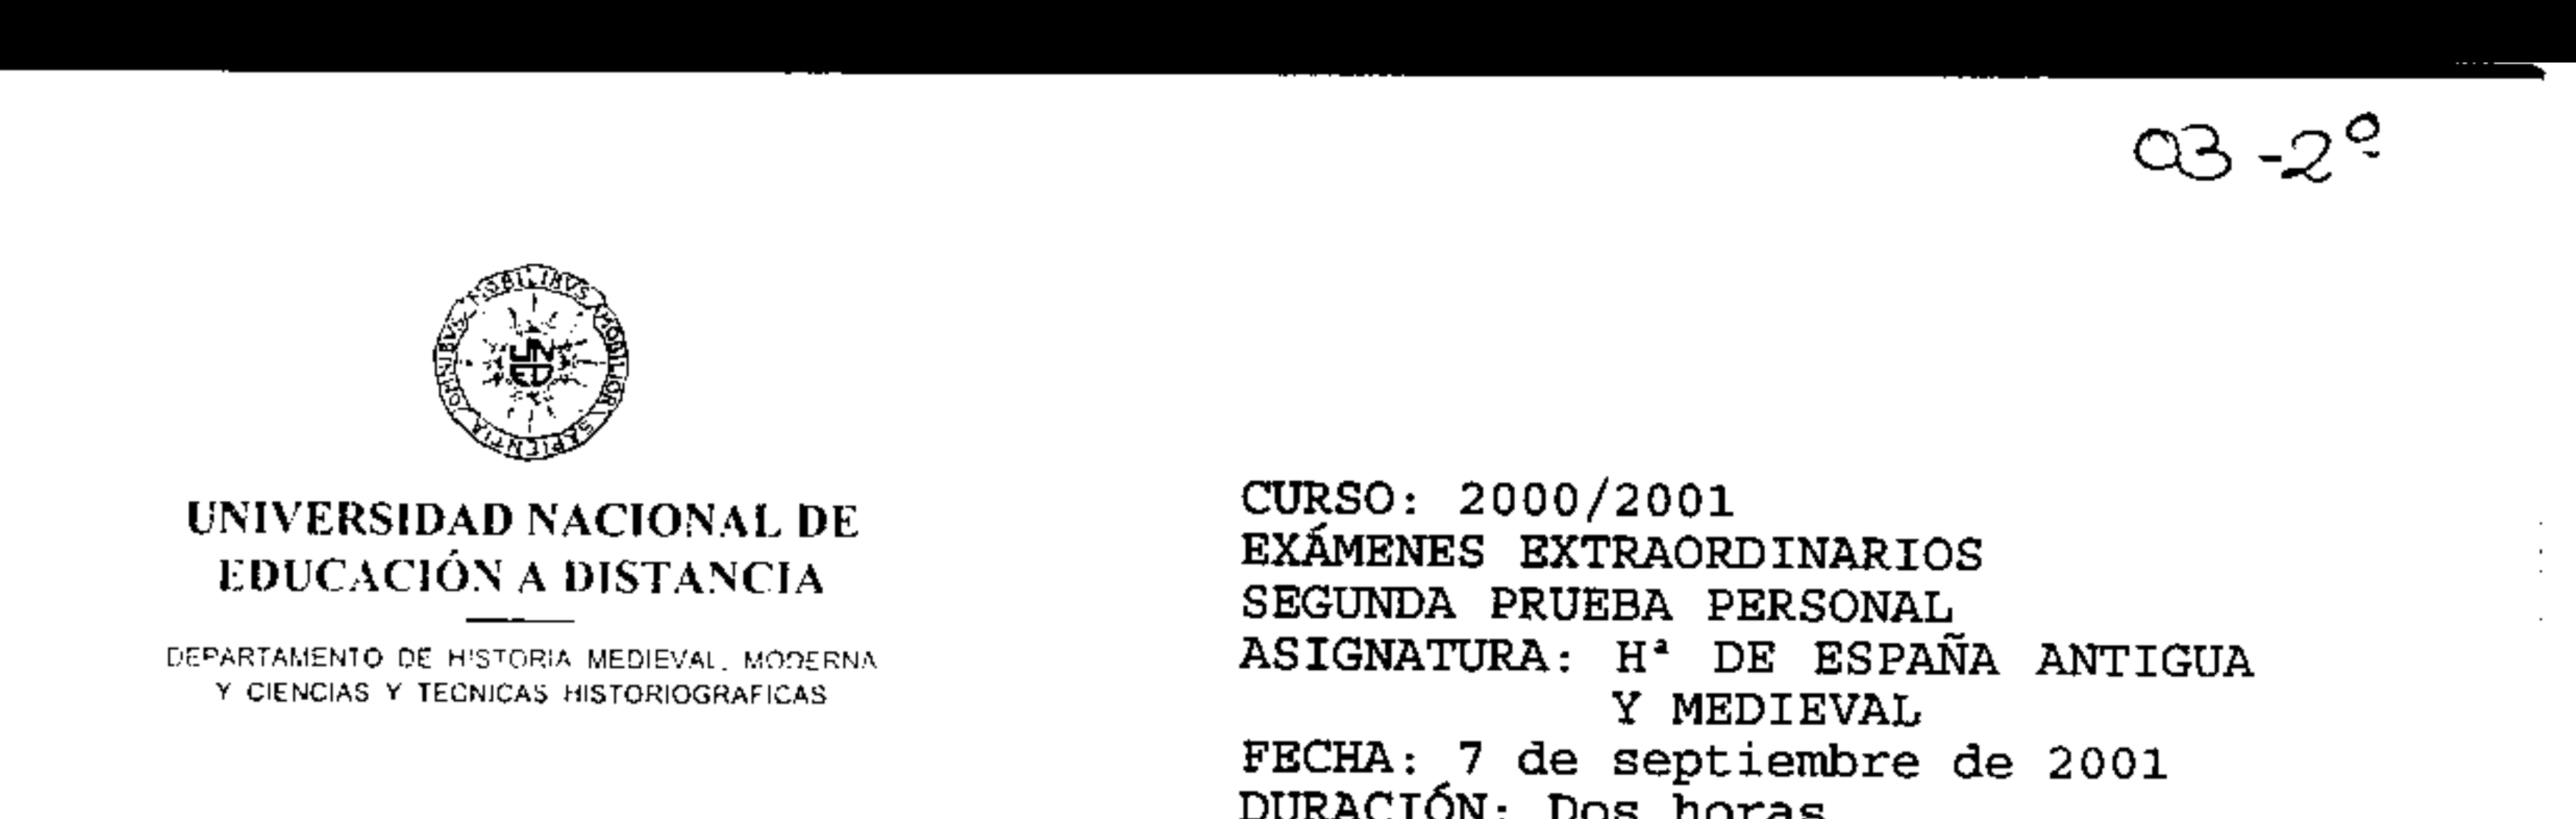 03-2º
OMNIBVS NOBILIBVS MOBILIOR SAPIENTIA
UNED
UNIVERSIDAD NACIONAL DE
EDUCACIÓN A DISTANCIA
DEPARTAMENTO DE HISTORIA MEDIEVAL, MODERNA
Y CIENCIAS Y TECNICAS HISTORIOGRAFICAS
CURSO: 2000/2001
EXÁMENES EXTRAORDINARIOS
SEGUNDA PRUEBA PERSONAL
ASIGNATURA: Hª DE ESPAÑA ANTIGUA
Y MEDIEVAL
FECHA: 7 de septiembre de 2001
DURACIÓN: Dos horas